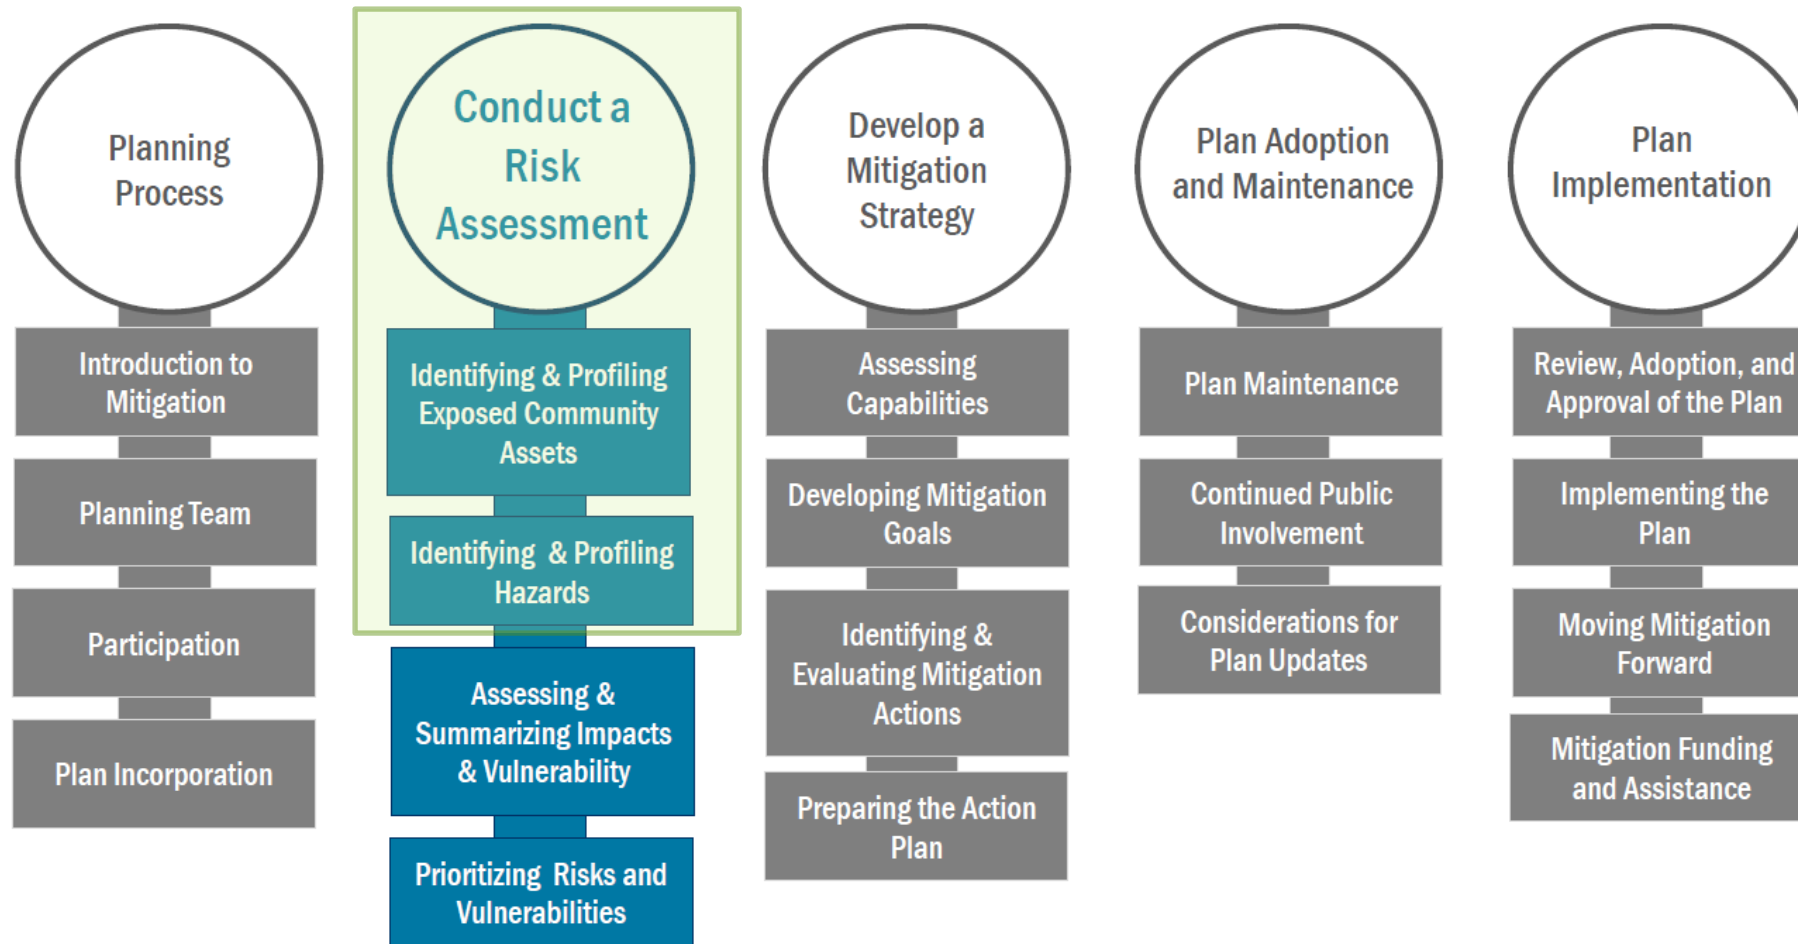 Planning
Process
Introduction to
Mitigation
Planning Team
Participation
Plan Incorporation
Conduct a
Risk
Assessment
Identifying & Profiling
Exposed Community
Assets
Identifying & Profiling
Hazards
Assessing &
Summarizing Impacts
& Vulnerability
Prioritizing Risks and
Vulnerabilities
Develop a
Mitigation
Strategy
Assessing
Capabilities
Developing Mitigation
Goals
Identifying &
Evaluating Mitigation
Actions
Preparing the Action
Plan
Plan Adoption
and Maintenance
Plan Maintenance
Continued Public
Involvement
Considerations for
Plan Updates
Plan
Implementation
Review, Adoption, and
Approval of the Plan
Implementing the
Plan
Moving Mitigation
Forward
Mitigation Funding
and Assistance